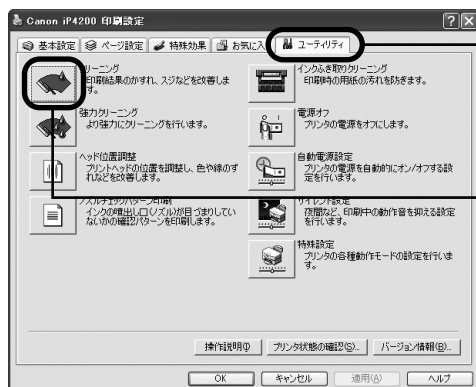 Canon iP4200 印刷設定
基本設定 ページ設定 特殊効果 お気に入 ユーティリティ
リーニング
印刷結果のかすれ、スジなどを改善しま
す。
強力クリーニング
より強力にクリーニングを行います。
ヘッド位置調整
プリントヘッドの位置を調整し、色や線のず
れなどを改善します。
ノズルチェックパターン印刷
インクの噴出し口(ノズル)が目づまりしてい
ないかの確認パターンを印刷します。
インクふき取りクリーニング
印刷時の用紙の汚れを防ぎます。
電源オフ
プリンタの電源をオフにします。
自動電源設定
プリンタの電源を自動的にオン/オフする設
定を行います。
サイレント設定
夜間など、印刷中の動作音を抑える設定
を行います。
特殊設定
プリンタの各種動作モードの設定を行いま
す。
操作説明(I) プリンタ状態の確認(S)... バージョン情報(B)...
OK キャンセル 適用(A) ヘルプ